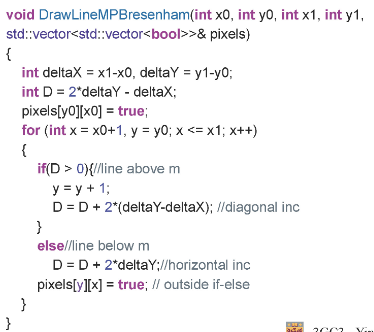 void DrawLineMPBresenham(int x0, int y0, int x1, int y1,
std::vector<std::vector<bool>>& pixels)
{
int deltaX = x1-x0, deltaY = y1-y0;
int D = 2*deltaY - deltaX;
pixels[y0][x0] = true;
for (int x = x0+1, y = y0; x <= x1; x++)
{
if(D > 0){//line above m
y = y + 1;
D = D + 2*(deltaY-deltaX); //diagonal inc
}
else//line below m
D = D + 2*deltaY;//horizontal inc
pixels[y][x] = true; // outside if-else
}
}